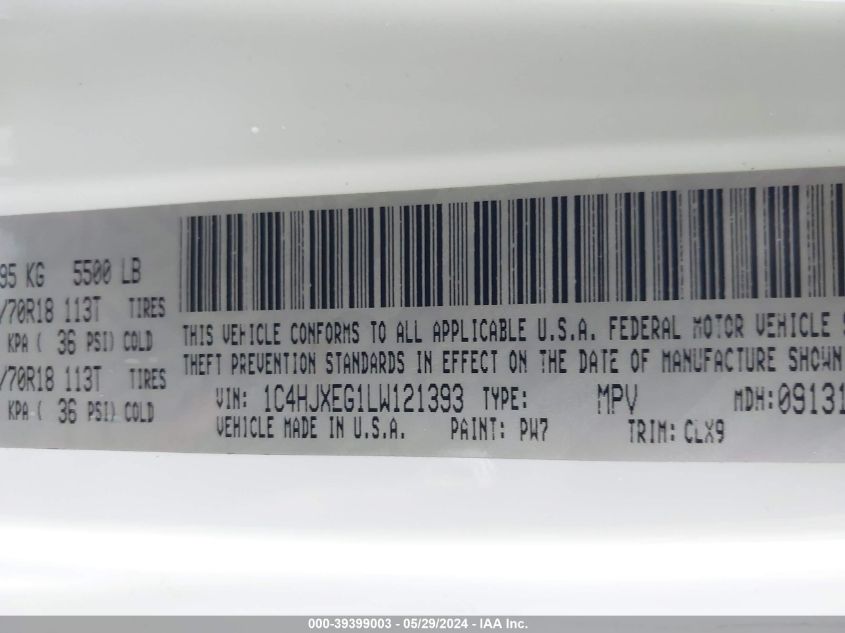 95 KG 5500 LB
/70R18 113T TIRES
KPA ( 36 PSI) COLD
/70R18 113T TIRES
KPA ( 36 PSI) COLD
THIS VEHICLE CONFORMS TO ALL APPLICABLE U.S.A. FEDERAL MOTOR VEHICLE S
THEFT PREVENTION STANDARDS IN EFFECT ON THE DATE OF MANUFACTURE SHOWN
VIN: 1C4HJXEG1LW121393 TYPE: MPV MDH: 09131
VEHICLE MADE IN U.S.A. PAINT: PW7 TRIM: CLX9
000-39399003 - 05/29/2024 - IAA Inc.